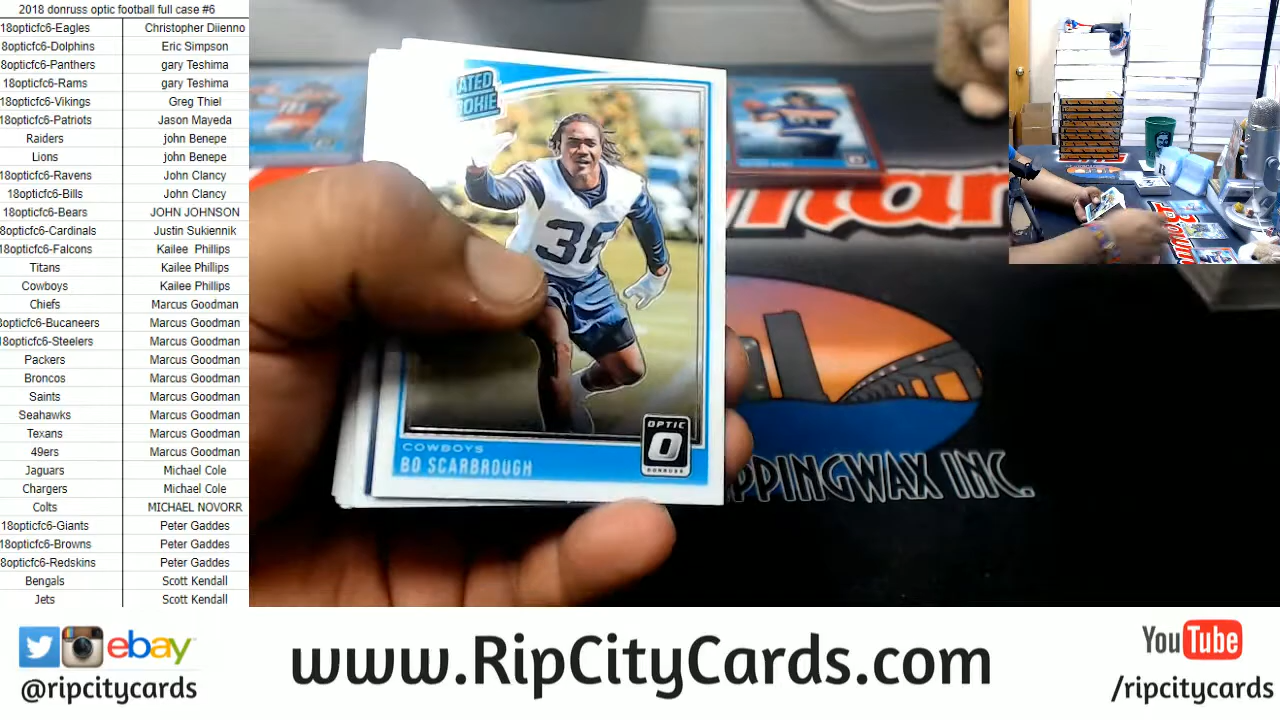 2018 donruss optic football full case #6
18opticfc6-Eagles Christopher Diienno
8opticfc6-Dolphins Eric Simpson
8opticfc6-Panthers gary Teshima
18opticfc6-Rams gary Teshima
18opticfc6-Vikings Greg Thiel
18opticfc6-Patriots Jason Mayeda
Raiders john Benepe
Lions john Benepe
18opticfc6-Ravens John Clancy
18opticfc6-Bills John Clancy
18opticfc6-Bears JOHN JOHNSON
8opticfc6-Cardinals Justin Sukiennik
18opticfc6-Falcons Kailee Phillips
Titans Kailee Phillips
Cowboys Kailee Phillips
Chiefs Marcus Goodman
8opticfc6-Bucaneers Marcus Goodman
18opticfc6-Steelers Marcus Goodman
Packers Marcus Goodman
Broncos Marcus Goodman
Saints Marcus Goodman
Seahawks Marcus Goodman
Texans Marcus Goodman
49ers Marcus Goodman
Jaguars Michael Cole
Chargers Michael Cole
Colts MICHAEL NOVORR
18opticfc6-Giants Peter Gaddes
18opticfc6-Browns Peter Gaddes
8opticfc6-Redskins Peter Gaddes
Bengals Scott Kendall
Jets Scott Kendall
ATED
OOKIE
36
OPTIC
O
DONRUSS
COWBOYS
BO SCARBROUGH
PPINGWAX INC.
ebay
@ripcitycards
www.RipCityCards.com
YouTube
/ripcitycards